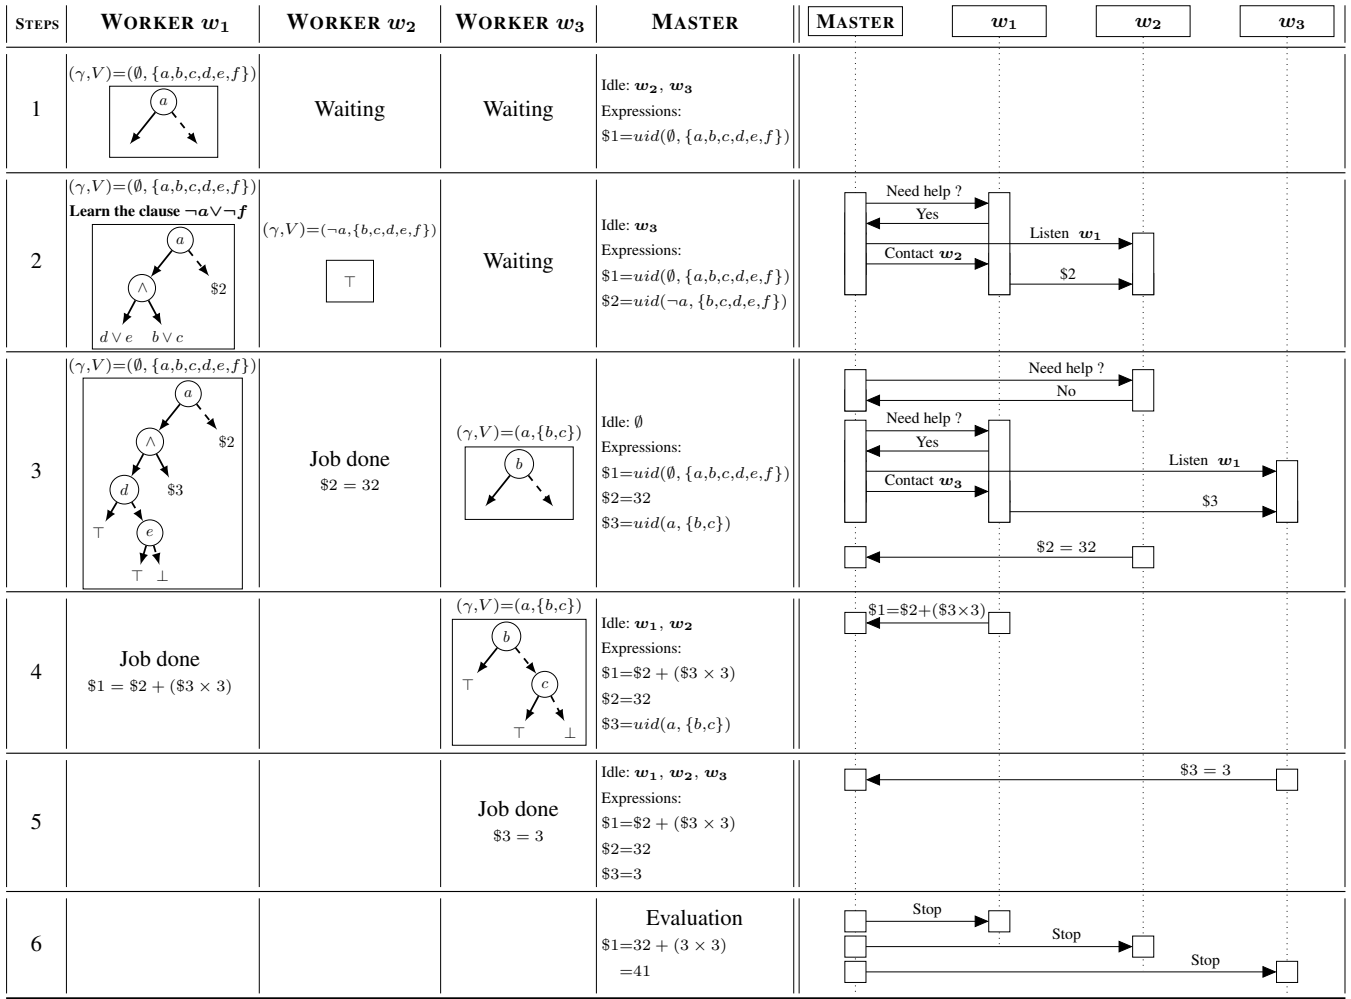 STEPS WORKER w1 WORKER w2 WORKER w3 MASTER MASTER w1 w2 w3
1
(γ,V)=(∅, {a,b,c,d,e,f})
a
Waiting
Waiting
Idle: w2, w3
Expressions:
$1=uid(∅, {a,b,c,d,e,f})
2
(γ,V)=(∅, {a,b,c,d,e,f})
Learn the clause ¬a∨¬f
a
∧ $2
d ∨ e b ∨ c
(γ,V)=(¬a,{b,c,d,e,f})
⊤
Waiting
Idle: w3
Expressions:
$1=uid(∅, {a,b,c,d,e,f})
$2=uid(¬a, {b,c,d,e,f})
Need help ?
Yes
Listen w1
Contact w2
$2
3
(γ,V)=(∅, {a,b,c,d,e,f})
a
∧ $2
d $3
⊤ e
⊤ ⊥
Job done
$2 = 32
(γ,V)=(a,{b,c})
b
Idle: ∅
Expressions:
$1=uid(∅, {a,b,c,d,e,f})
$2=32
$3=uid(a, {b,c})
Need help ?
No
Need help ?
Yes
Listen w1
Contact w3
$3
$2 = 32
4
Job done
$1 = $2 + ($3 × 3)
(γ,V)=(a,{b,c})
b
⊤ c
⊤ ⊥
Idle: w1, w2
Expressions:
$1=$2 + ($3 × 3)
$2=32
$3=uid(a, {b,c})
$1=$2+($3×3)
5
Job done
$3 = 3
Idle: w1, w2, w3
Expressions:
$1=$2 + ($3 × 3)
$2=32
$3=3
$3 = 3
6
Evaluation
$1=32 + (3 × 3)
=41
Stop
Stop
Stop